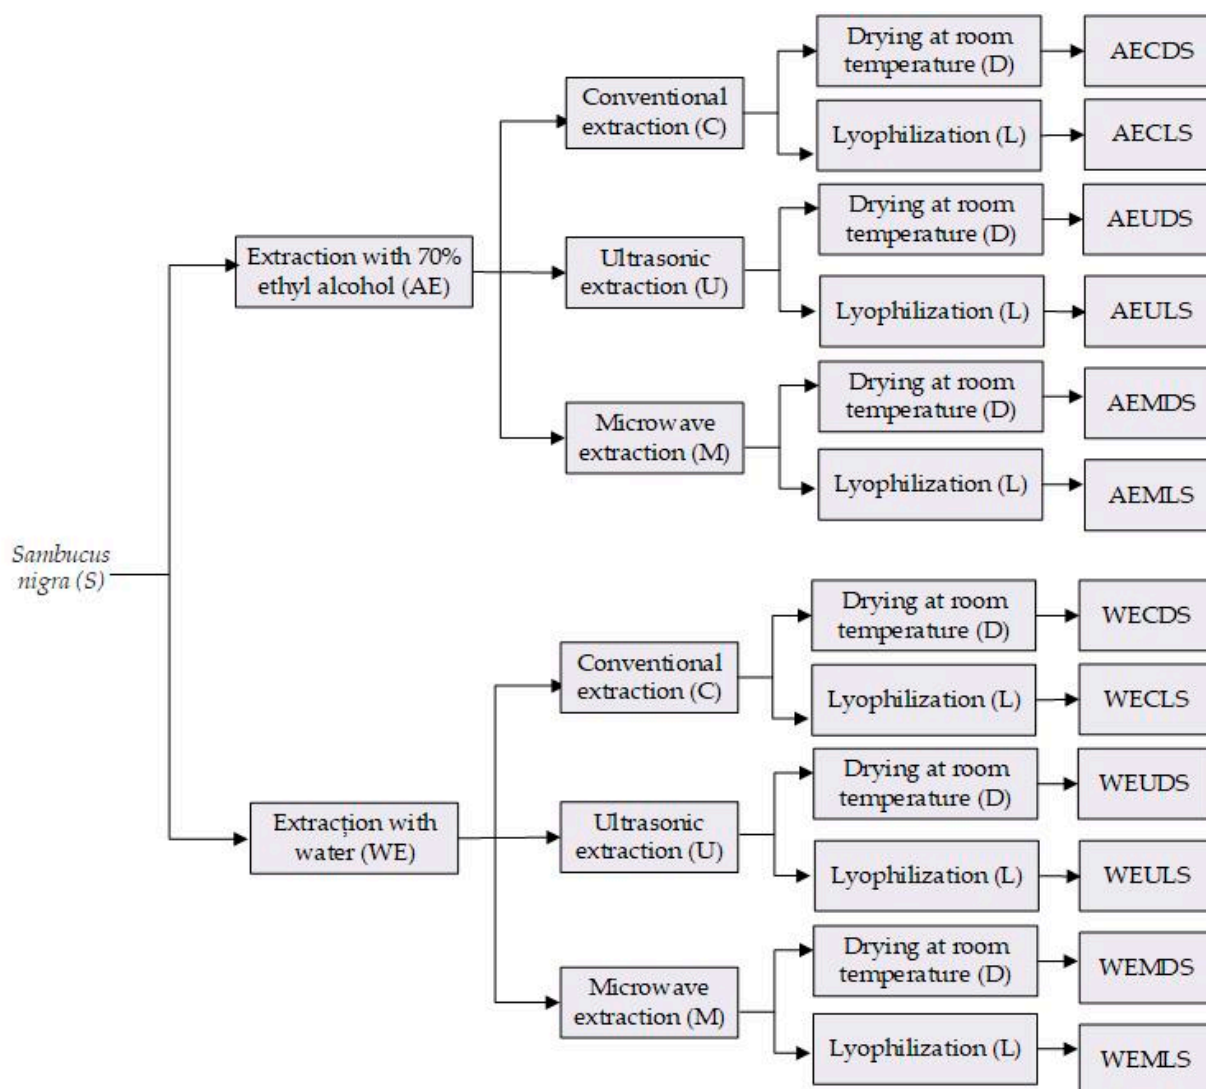 Sambucus
nigra (S)
Extraction with 70%
ethyl alcohol (AE)
Conventional
extraction (C)
Drying at room
temperature (D)
AECDS
Lyophilization (L)
AECLS
Ultrasonic
extraction (U)
Drying at room
temperature (D)
AEUDS
Lyophilization (L)
AEULS
Microwave
extraction (M)
Drying at room
temperature (D)
AEMDS
Lyophilization (L)
AEMLS
Extracțion with
water (WE)
Conventional
extraction (C)
Drying at room
temperature (D)
WECDS
Lyophilization (L)
WECLS
Ultrasonic
extraction (U)
Drying at room
temperature (D)
WEUDS
Lyophilization (L)
WEULS
Microwave
extraction (M)
Drying at room
temperature (D)
WEMDS
Lyophilization (L)
WEMLS